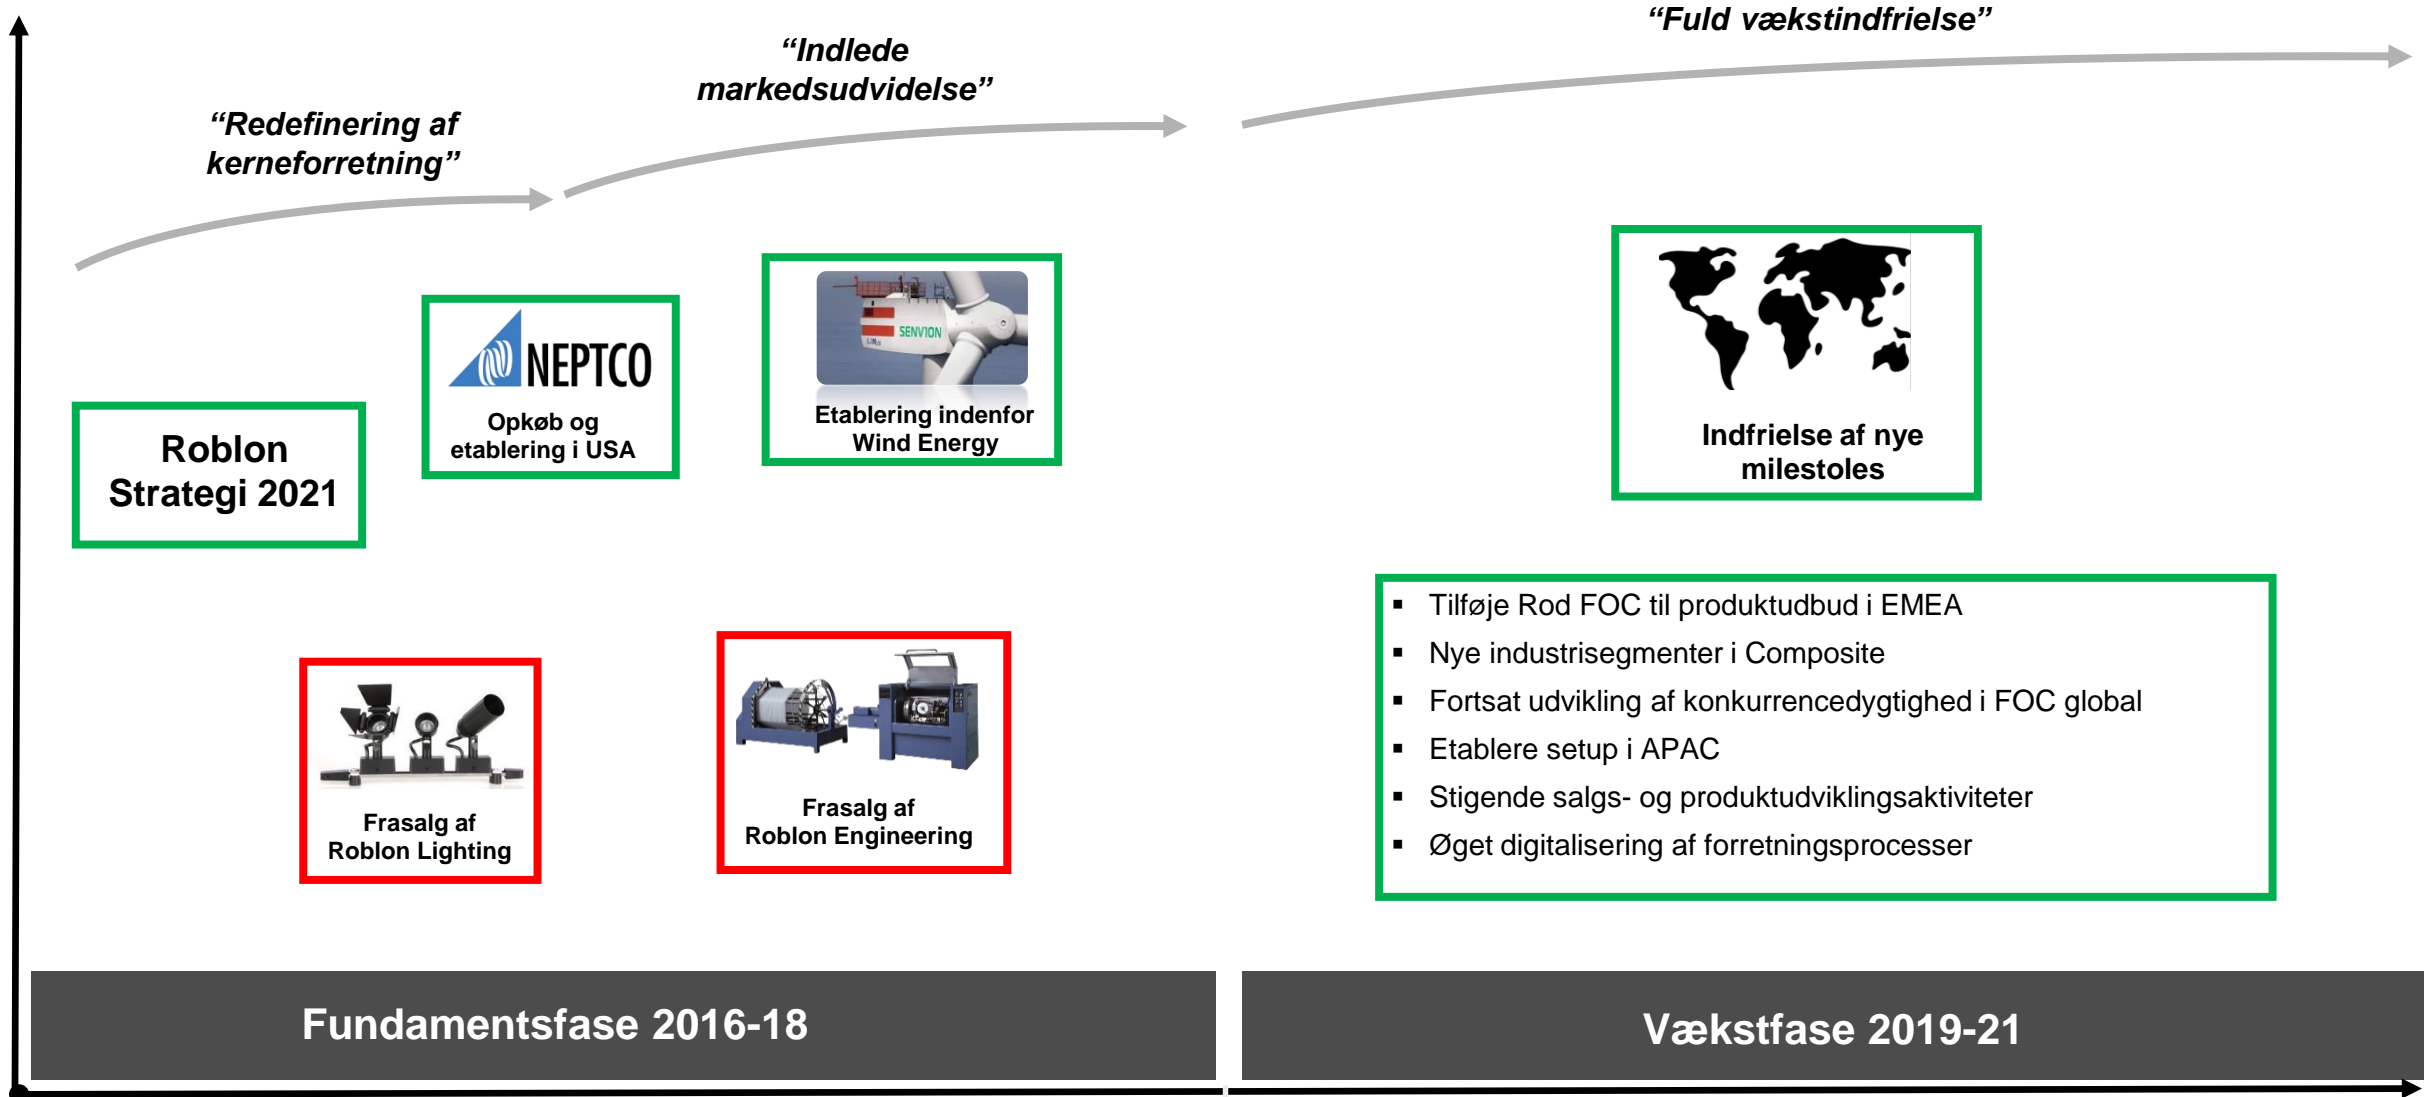 “Fuld vækstindfrielse”
“Indlede
markedsudvidelse”
“Redefinering af
kerneforretning”
SENVION
NEPTCO
Opkøb og
etablering i USA
Etablering indenfor
Wind Energy
Indfrielse af nye
milestoles
Roblon
Strategi 2021
Frasalg af
Roblon Lighting
Frasalg af
Roblon Engineering
▪ Tilføje Rod FOC til produktudbud i EMEA
▪ Nye industrisegmenter i Composite
▪ Fortsat udvikling af konkurrencedygtighed i FOC global
▪ Etablere setup i APAC
▪ Stigende salgs- og produktudviklingsaktiviteter
▪ Øget digitalisering af forretningsprocesser
Fundamentsfase 2016-18
Vækstfase 2019-21